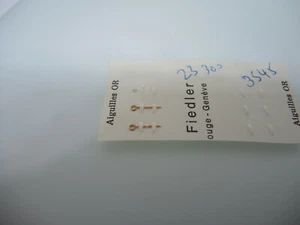 Aiguilles OR
Fiedler
ouge - Genève
23 300
3545
Aiguilles OR